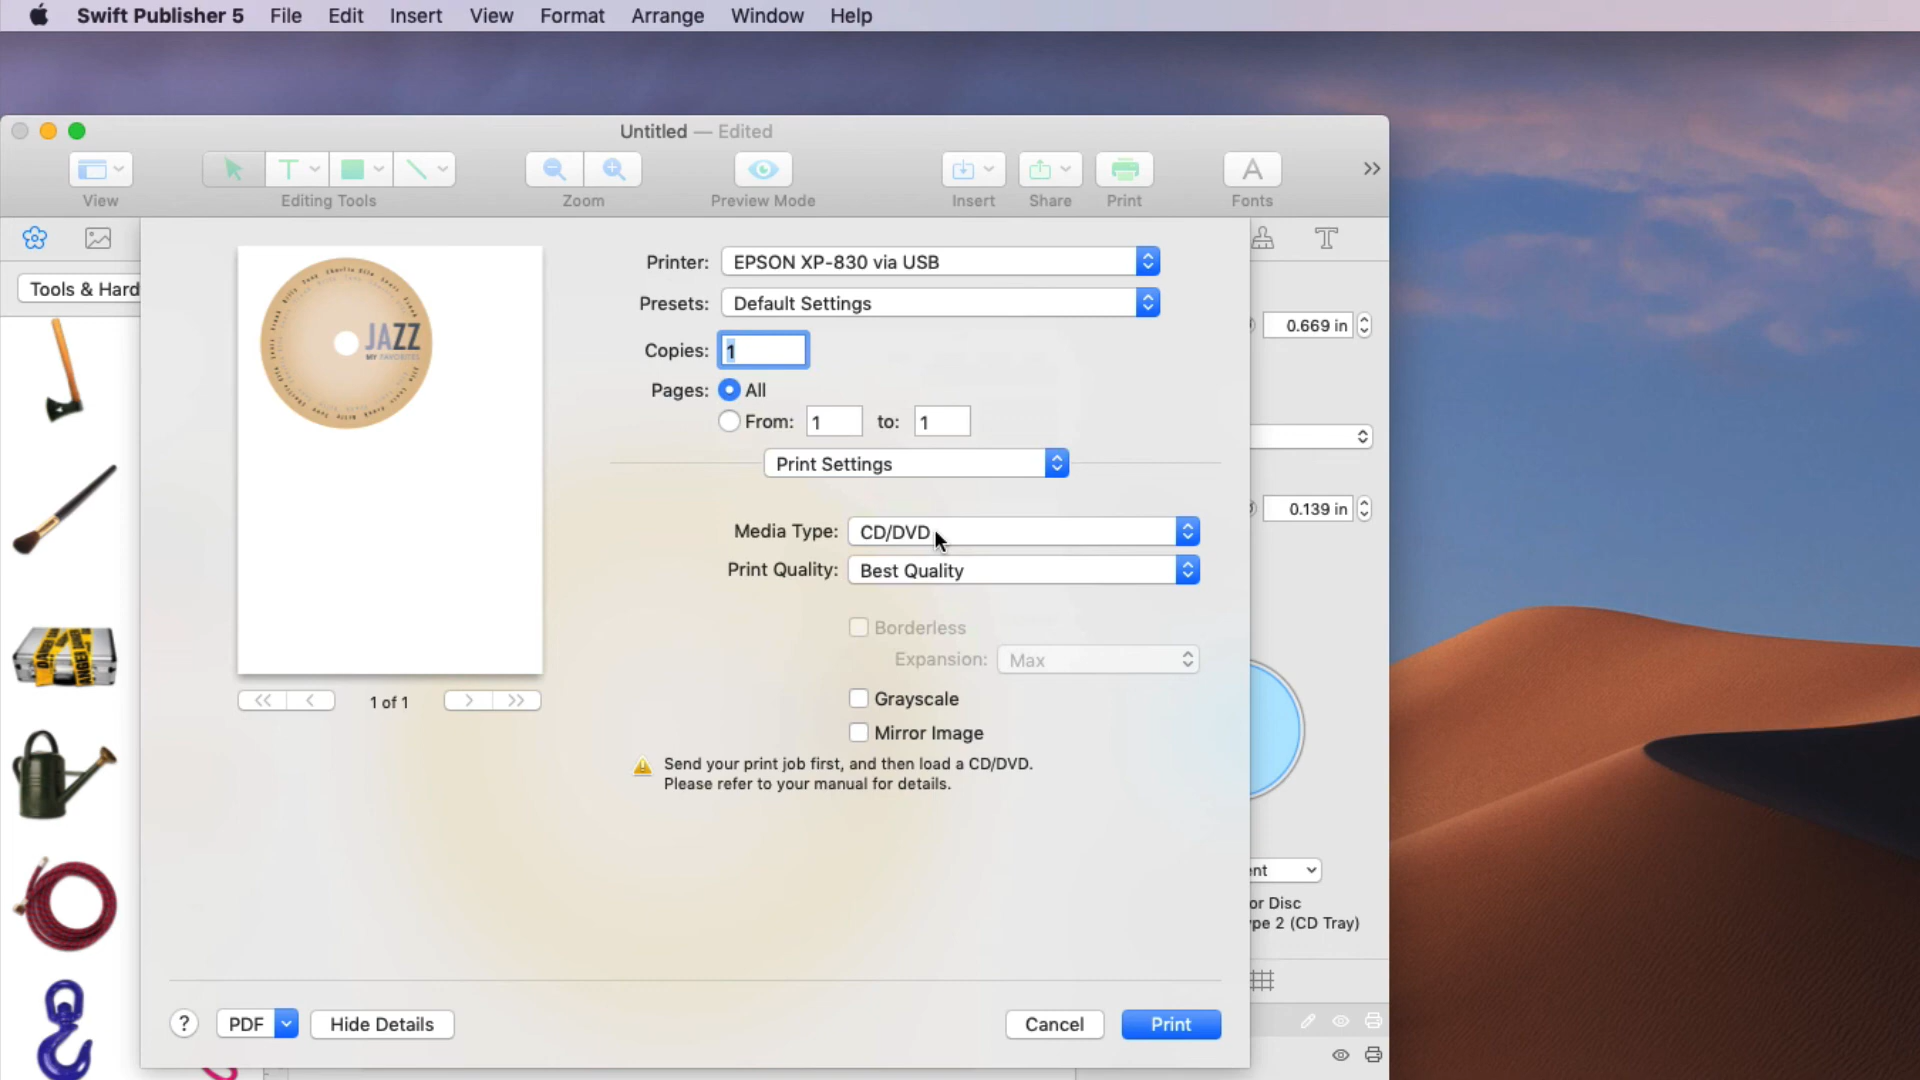 Swift Publisher 5 File Edit Insert View Format Arrange Window Help
Untitled — Edited
View Editing Tools Zoom Preview Mode Insert Share Print Fonts
Tools & Hard
Printer: EPSON XP-830 via USB
Presets: Default Settings
Copies: 1
Pages: All
From: 1 to: 1
Print Settings
Media Type: CD/DVD
Print Quality: Best Quality
Borderless
Expansion: Max
Grayscale
Mirror Image
Send your print job first, and then load a CD/DVD.
Please refer to your manual for details.
JAZZ
MY FAVORITES
1 of 1
0.669 in
0.139 in
ent
or Disc
ype 2 (CD Tray)
? PDF Hide Details Cancel Print